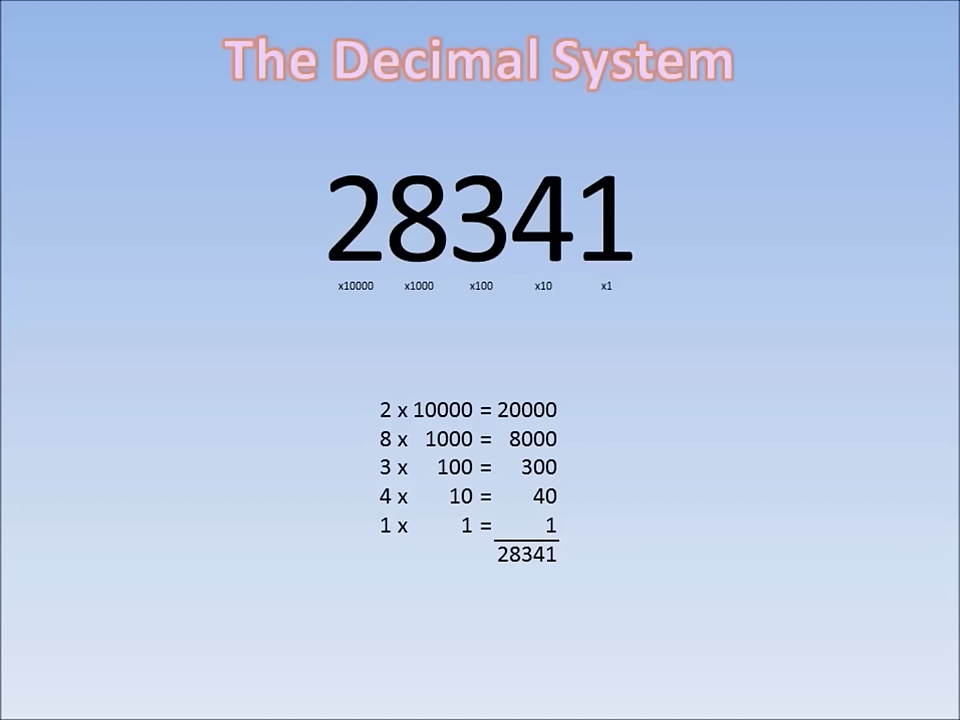 The Decimal System
28341
x10000 x1000 x100 x10 x1
2 x 10000 = 20000
8 x 1000 = 8000
3 x 100 = 300
4 x 10 = 40
1 x 1 = 1
28341